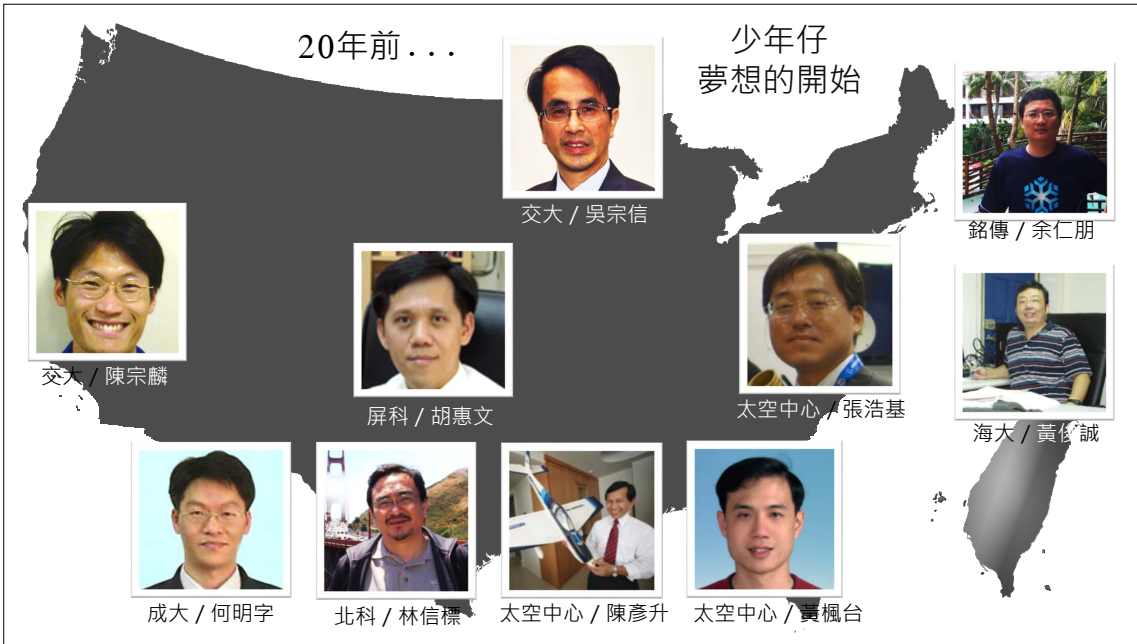 20年前...
少年仔
夢想的開始
交大 / 吳宗信
銘傳 / 余仁朋
交大 / 陳宗麟
屏科 / 胡惠文
太空中心 / 張浩基
海大 / 黃俊誠
成大 / 何明字
北科 / 林信標
太空中心 / 陳彥升
太空中心 / 黃楓台